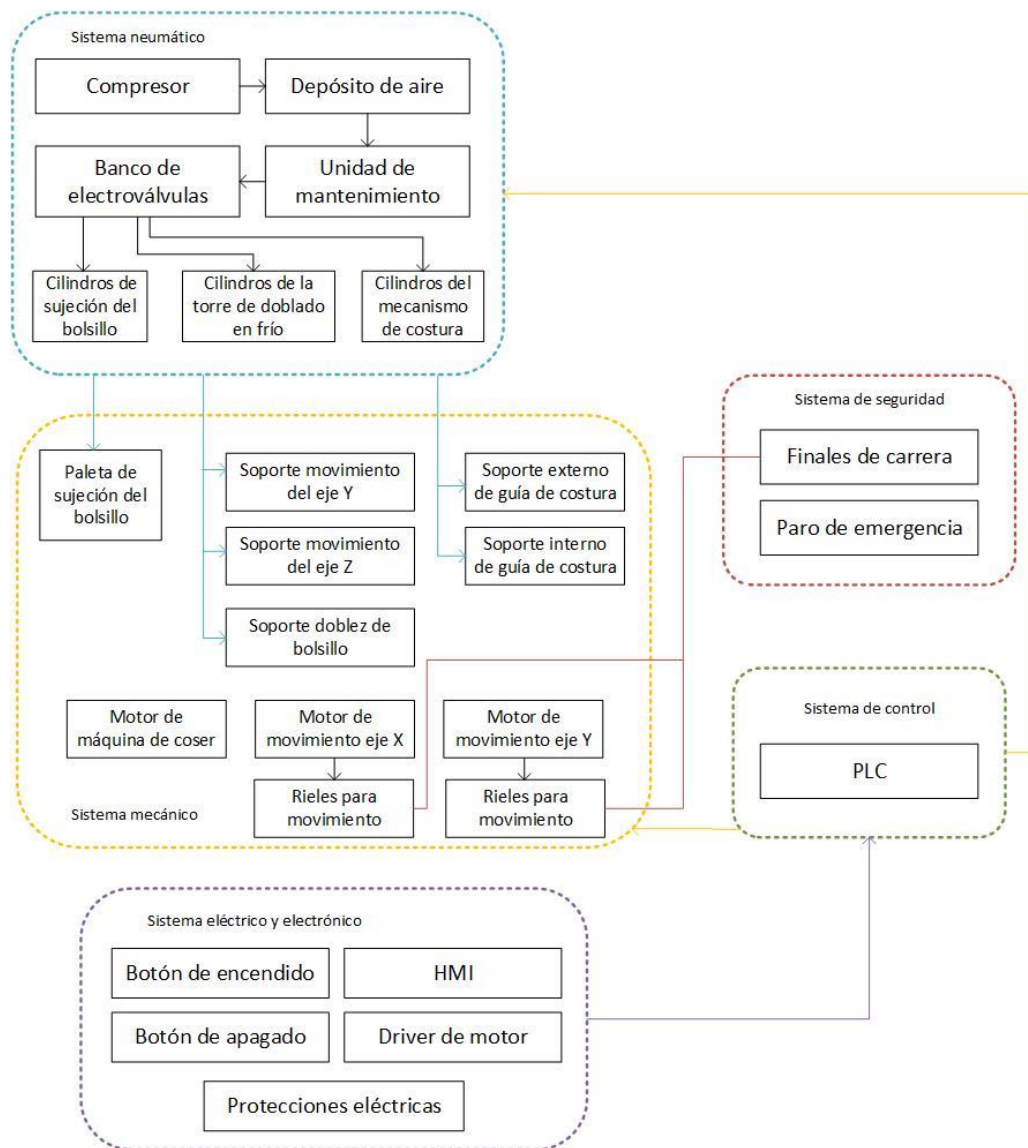 Sistema neumático
Compresor
Depósito de aire
Banco de
electroválvulas
Unidad de
mantenimiento
Cilindros de
sujeción del
bolsillo
Cilindros de la
torre de doblado
en frío
Cilindros del
mecanismo
de costura
Sistema de seguridad
Finales de carrera
Paro de emergencia
Paleta de
sujeción del
bolsillo
Soporte movimiento
del eje Y
Soporte externo
de guía de costura
Soporte movimiento
del eje Z
Soporte interno
de guía de costura
Soporte doblez de
bolsillo
Motor de
máquina de coser
Motor de
movimiento eje X
Motor de
movimiento eje Y
Rieles para
movimiento
Rieles para
movimiento
Sistema mecánico
Sistema de control
PLC
Sistema eléctrico y electrónico
Botón de encendido
HMI
Botón de apagado
Driver de motor
Protecciones eléctricas